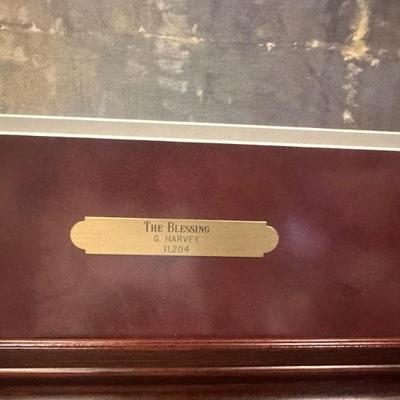 The Blessing
G. HARVEY
11,204